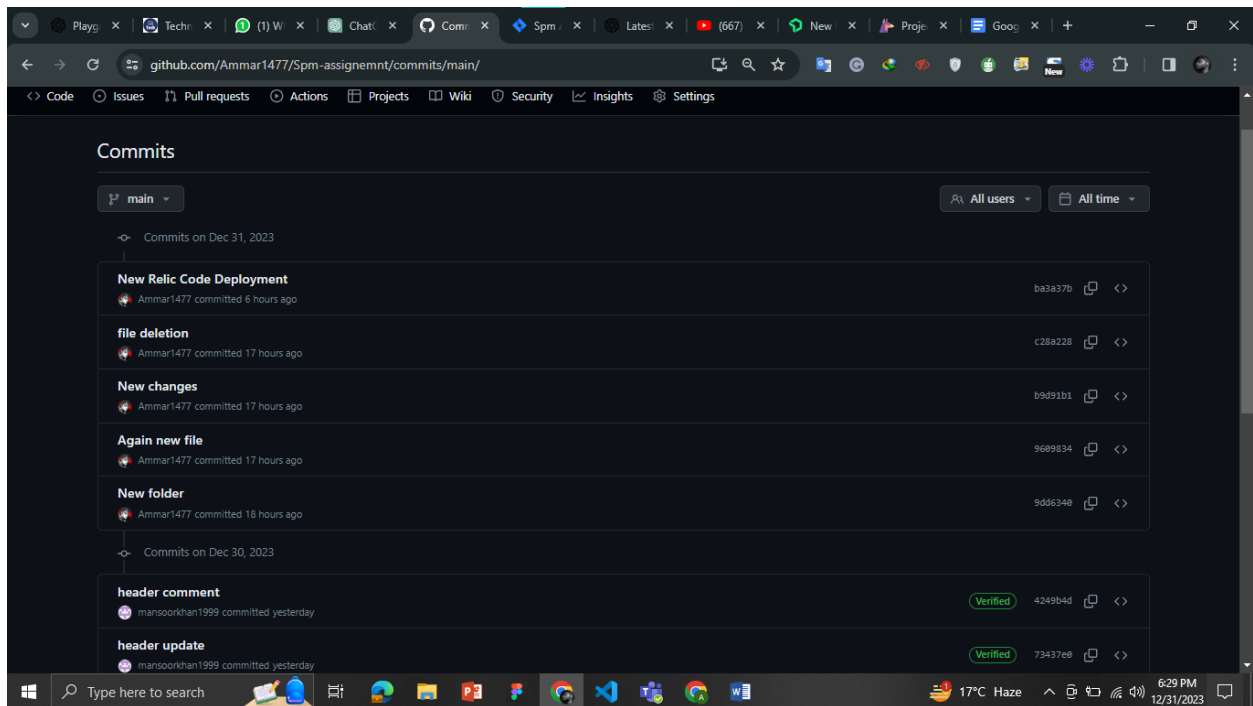 Playg
Techn
(1) W
ChatG
Comm
Spm
Latest
(667)
New
Proje
Goog
github.com/Ammar1477/Spm-assignemnt/commits/main/
New
Code Issues Pull requests Actions Projects Wiki Security Insights Settings
Commits
main All users All time
Commits on Dec 31, 2023
New Relic Code Deployment
Ammar1477 committed 6 hours ago
ba3a37b
file deletion
Ammar1477 committed 17 hours ago
c28a228
New changes
Ammar1477 committed 17 hours ago
b9d91b1
Again new file
Ammar1477 committed 17 hours ago
9609834
New folder
Ammar1477 committed 18 hours ago
9dd6340
Commits on Dec 30, 2023
header comment
mansoorkhan1999 committed yesterday
Verified 4249b4d
header update
mansoorkhan1999 committed yesterday
Verified 73437e0
Type here to search
17°C Haze
6:29 PM
12/31/2023